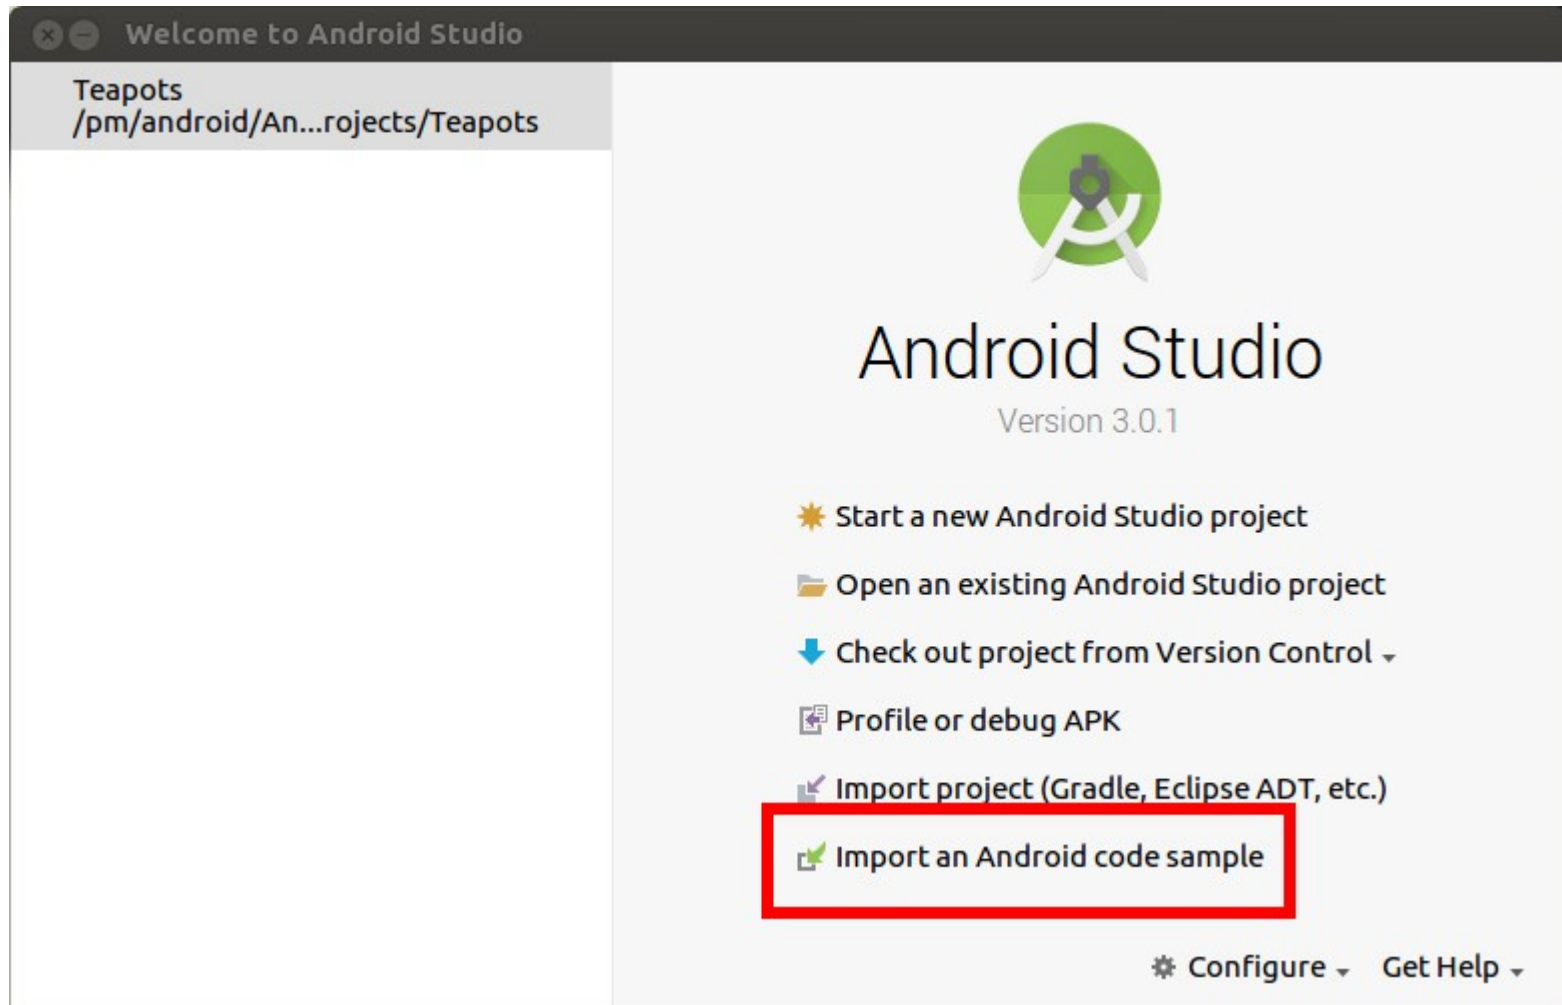 Welcome to Android Studio
Teapots
/pm/android/An...rojects/Teapots
Android Studio
Version 3.0.1
Start a new Android Studio project
Open an existing Android Studio project
Check out project from Version Control
Profile or debug APK
Import project (Gradle, Eclipse ADT, etc.)
Import an Android code sample
Configure
Get Help